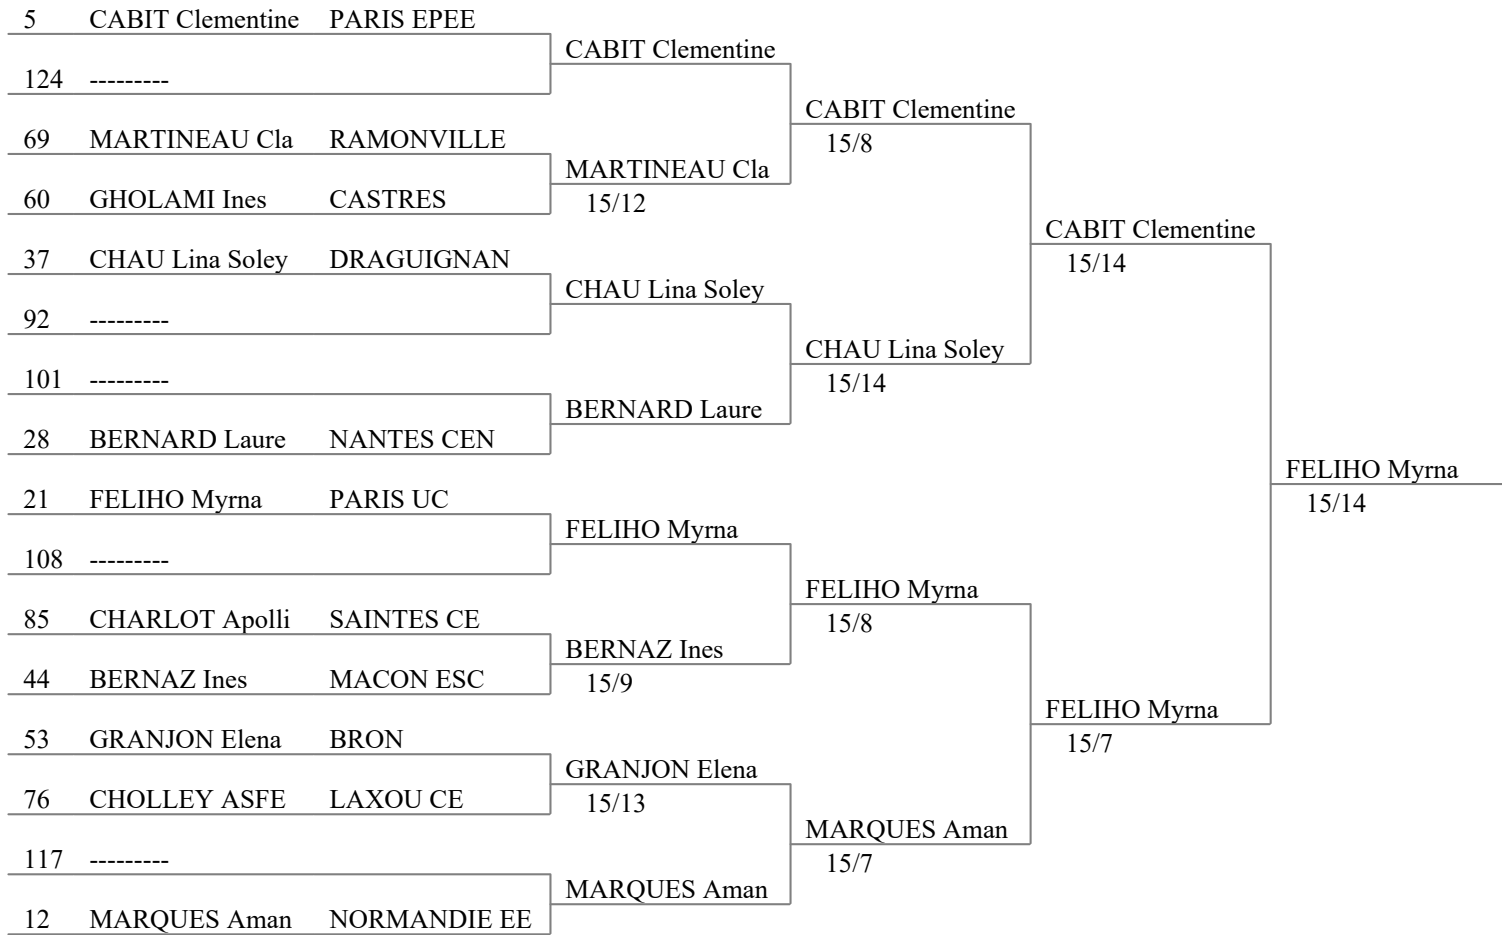 5 CABIT Clementine PARIS EPEE
CABIT Clementine
124 ---------
CABIT Clementine
15/8
69 MARTINEAU Cla RAMONVILLE
MARTINEAU Cla
15/12
60 GHOLAMI Ines CASTRES
CABIT Clementine
15/14
37 CHAU Lina Soley DRAGUIGNAN
CHAU Lina Soley
92 ---------
CHAU Lina Soley
15/14
101 ---------
BERNARD Laure
28 BERNARD Laure NANTES CEN
FELIHO Myrna
15/14
21 FELIHO Myrna PARIS UC
FELIHO Myrna
108 ---------
FELIHO Myrna
15/8
85 CHARLOT Apolli SAINTES CE
BERNAZ Ines
15/9
44 BERNAZ Ines MACON ESC
FELIHO Myrna
15/7
53 GRANJON Elena BRON
GRANJON Elena
15/13
76 CHOLLEY ASFE LAXOU CE
MARQUES Aman
15/7
117 ---------
MARQUES Aman
12 MARQUES Aman NORMANDIE EE